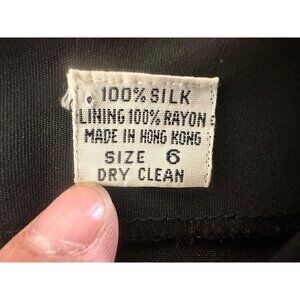 100% SILK
LINING 100% RAYON
MADE IN HONG KONG
SIZE 6
DRY CLEAN